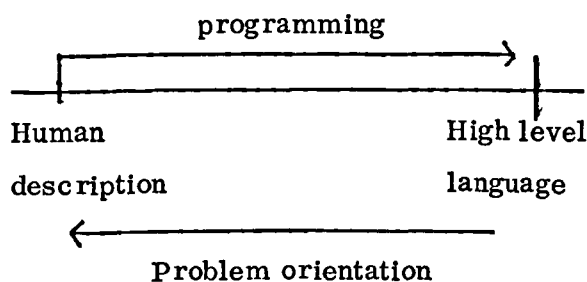 programming
Human
description
High level
language
Problem orientation